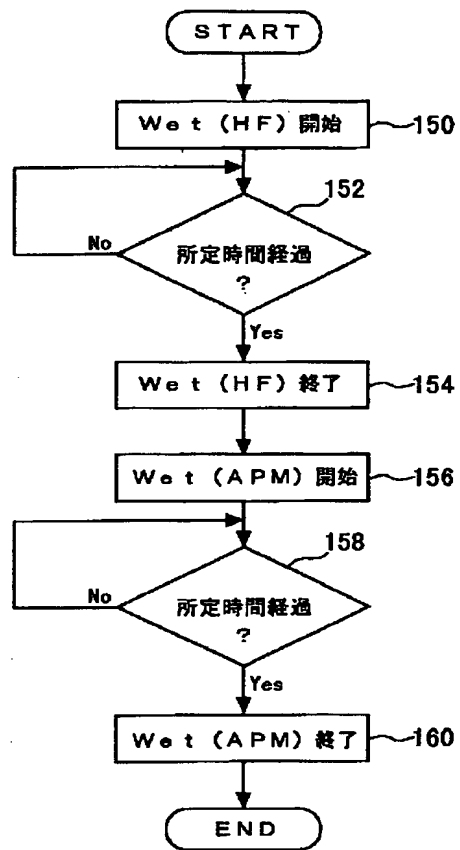 START
Wet(HF)開始
150
152
所定時間経過
?
No
Yes
Wet(HF)終了
154
Wet(APM)開始
156
158
所定時間経過
?
No
Yes
Wet(APM)終了
160
END